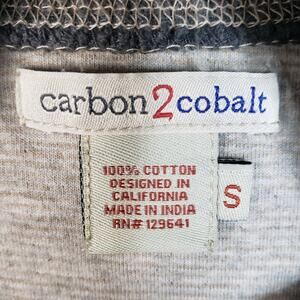 carbon2cobalt
100% COTTON
DESIGNED IN
CALIFORNIA
MADE IN INDIA
RN# 129641
S